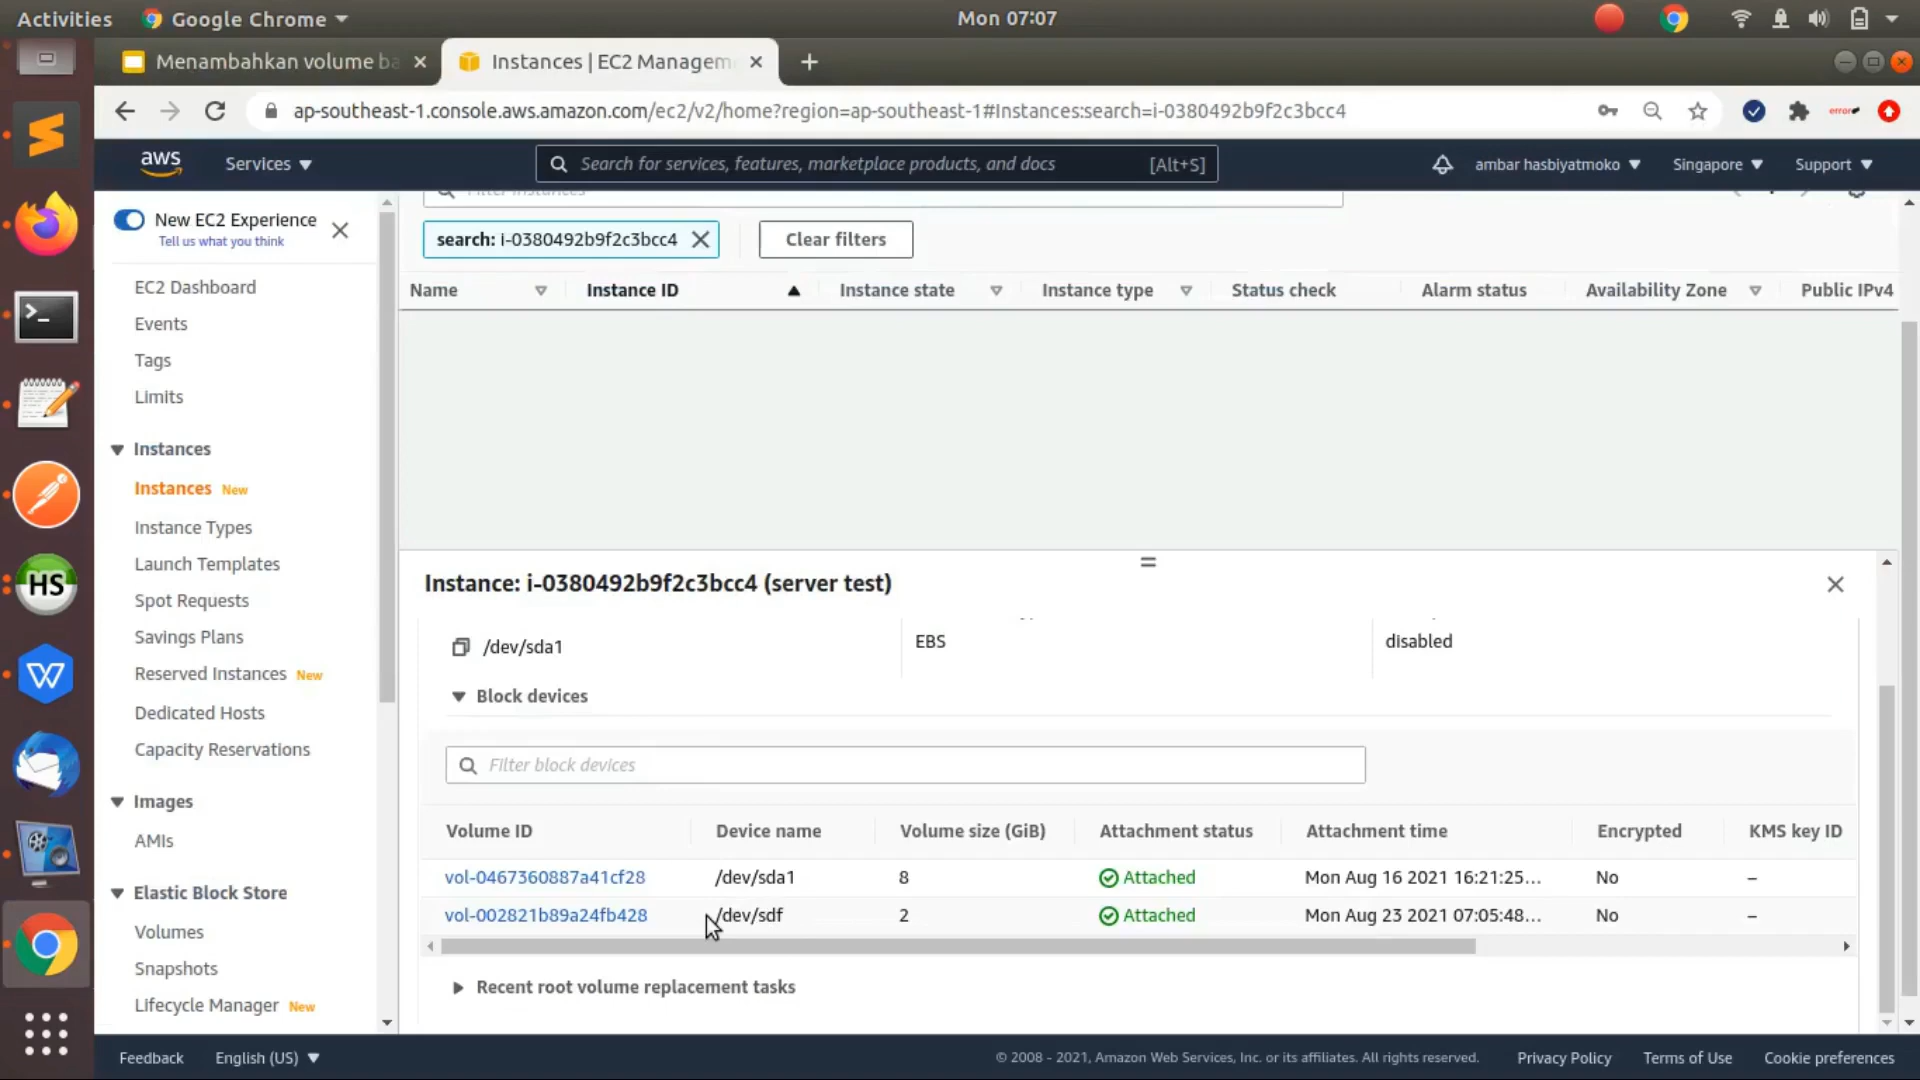 Activities
Google Chrome
Mon 07:07
Menambahkan volume ba
Instances | EC2 Managem
ap-southeast-1.console.aws.amazon.com/ec2/v2/home?region=ap-southeast-1#Instances:search=i-0380492b9f2c3bcc4
error
aws
Services
Search for services, features, marketplace products, and docs
[Alt+S]
ambar hasbiyatmoko
Singapore
Support
New EC2 Experience
Tell us what you think
EC2 Dashboard
Events
Tags
Limits
Instances
Instances New
Instance Types
Launch Templates
Spot Requests
Savings Plans
Reserved Instances New
Dedicated Hosts
Capacity Reservations
Images
AMIs
Elastic Block Store
Volumes
Snapshots
Lifecycle Manager New
Filter instances
search: i-0380492b9f2c3bcc4
Clear filters
Name Instance ID Instance state Instance type Status check Alarm status Availability Zone Public IPv4
Instance: i-0380492b9f2c3bcc4 (server test)
/dev/sda1
EBS
disabled
Block devices
Filter block devices
Volume ID Device name Volume size (GiB) Attachment status Attachment time Encrypted KMS key ID
vol-0467360887a41cf28 /dev/sda1 8 Attached Mon Aug 16 2021 16:21:25... No –
vol-002821b89a24fb428 /dev/sdf 2 Attached Mon Aug 23 2021 07:05:48... No –
Recent root volume replacement tasks
HS
W
Feedback
English (US)
© 2008 - 2021, Amazon Web Services, Inc. or its affiliates. All rights reserved.
Privacy Policy
Terms of Use
Cookie preferences